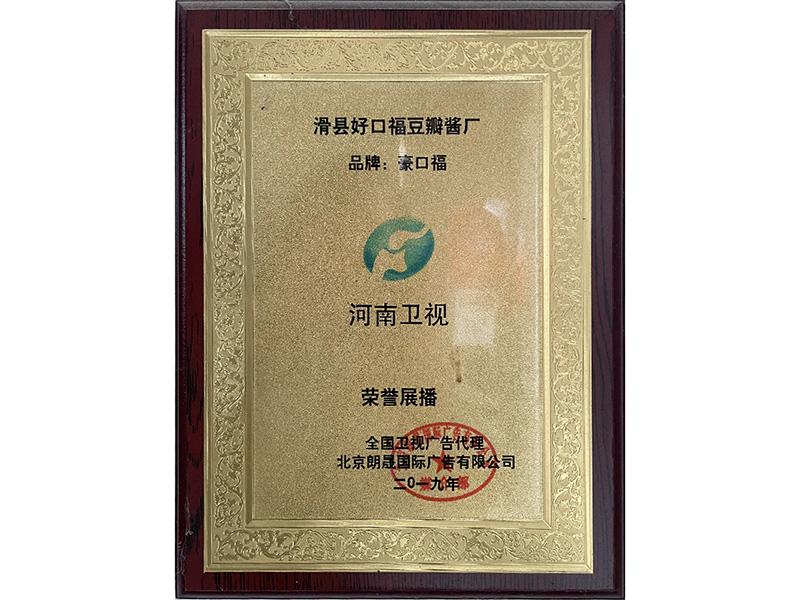 滑县好口福豆瓣酱厂
品牌：豪口福
河南卫视
荣誉展播
全国卫视广告代理
北京朗晟国际广告有限公司
二0一九年